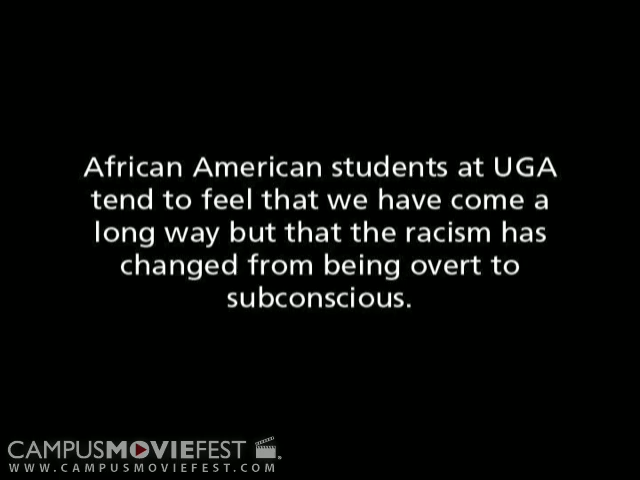 African American students at UGA
tend to feel that we have come a
long way but that the racism has
changed from being overt to
subconscious.
CAMPUSMOVIEFEST
WWW.CAMPUSMOVIEFEST.COM